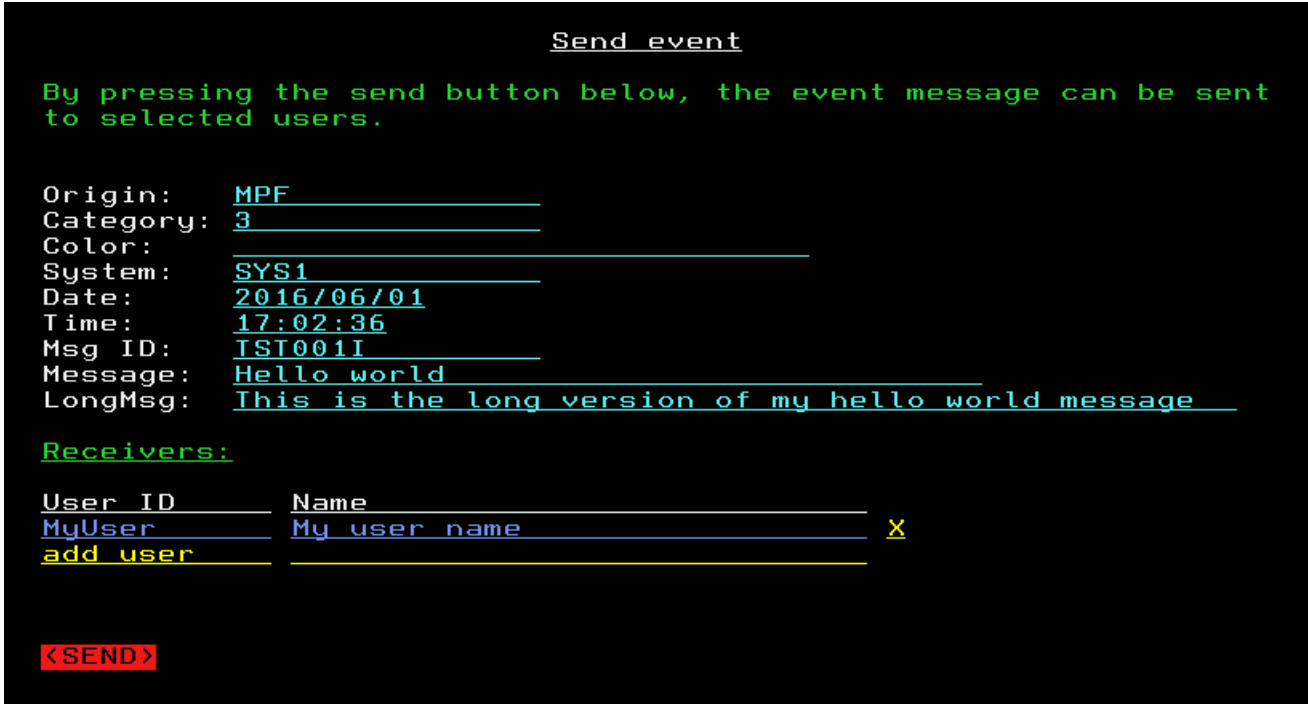 Send event
By pressing the send button below, the event message can be sent
to selected users.
Origin: MPF
Category: 3
Color:
System: SYS1
Date: 2016/06/01
Time: 17:02:36
Msg ID: TST001I
Message: Hello world
LongMsg: This is the long version of my hello world message
Receivers:
User ID Name
MyUser My user name X
add user
<SEND>